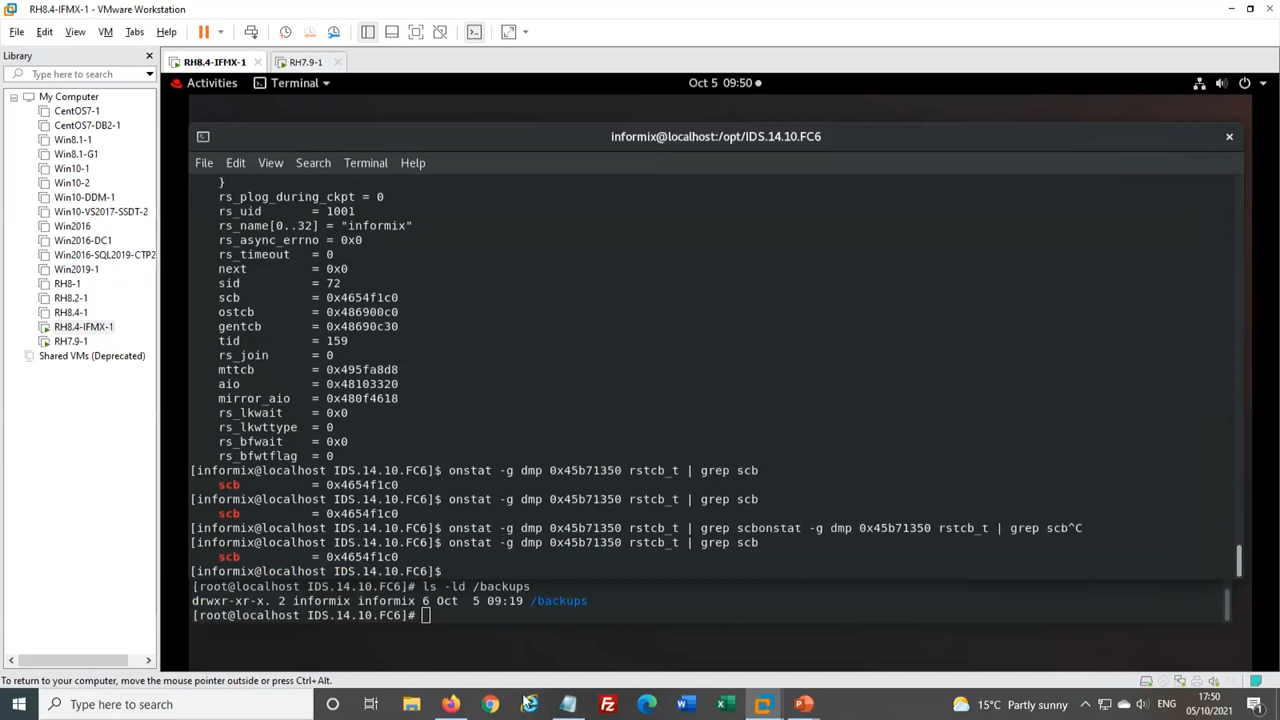 RH8.4-IFMX-1 - VMware Workstation
File Edit View VM Tabs Help
Library
Type here to search
My Computer
CentOS7-1
CentOS7-DB2-1
Win8.1-1
Win8.1-G1
Win10-1
Win10-2
Win10-DDM-1
Win10-VS2017-SSDT-2
Win2016
Win2016-DC1
Win2016-SQL2019-CTP2
Win2019-1
RH8-1
RH8.2-1
RH8.4-1
RH8.4-IFMX-1
RH7.9-1
Shared VMs (Deprecated)
RH8.4-IFMX-1 RH7.9-1
Activities Terminal Oct 5 09:50
informix@localhost:/opt/IDS.14.10.FC6
File Edit View Search Terminal Help
}
rs_plog_during_ckpt = 0
rs_uid = 1001
rs_name[0..32] = "informix"
rs_async_errno = 0x0
rs_timeout = 0
next = 0x0
sid = 72
scb = 0x4654f1c0
ostcb = 0x486900c0
gentcb = 0x48690c30
tid = 159
rs_join = 0
mttcb = 0x495fa8d8
aio = 0x48103320
mirror_aio = 0x480f4618
rs_lkwait = 0x0
rs_lkwttype = 0
rs_bfwait = 0x0
rs_bfwtflag = 0
[informix@localhost IDS.14.10.FC6]$ onstat -g dmp 0x45b71350 rstcb_t | grep scb
scb = 0x4654f1c0
[informix@localhost IDS.14.10.FC6]$ onstat -g dmp 0x45b71350 rstcb_t | grep scb
scb = 0x4654f1c0
[informix@localhost IDS.14.10.FC6]$ onstat -g dmp 0x45b71350 rstcb_t | grep scbonstat -g dmp 0x45b71350 rstcb_t | grep scb^C
[informix@localhost IDS.14.10.FC6]$ onstat -g dmp 0x45b71350 rstcb_t | grep scb
scb = 0x4654f1c0
[informix@localhost IDS.14.10.FC6]$
[root@localhost IDS.14.10.FC6]# ls -ld /backups
drwxr-xr-x. 2 informix informix 6 Oct 5 09:19 /backups
[root@localhost IDS.14.10.FC6]#
To return to your computer, move the mouse pointer outside or press Ctrl+Alt.
Type here to search
15°C Partly sunny
ENG
17:50
05/10/2021